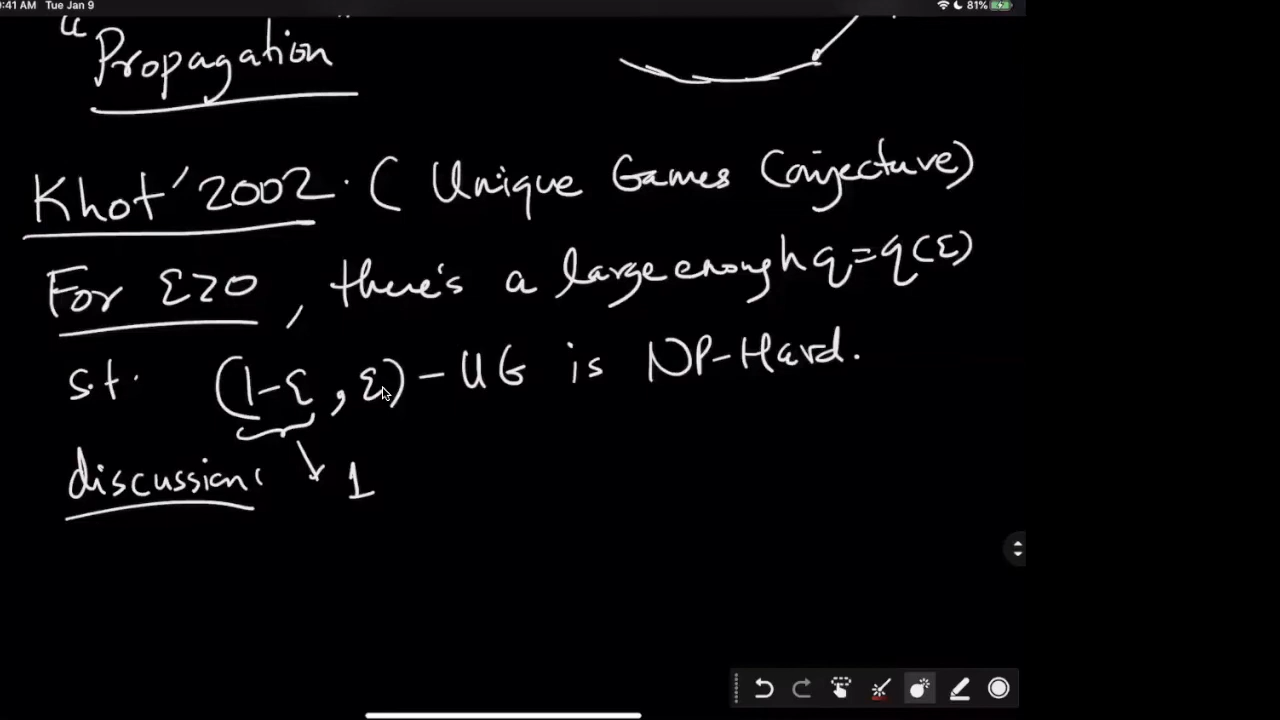 9:41 AM Tue Jan 9
81%
"Propagation"
Khot'2002. ( Unique Games Conjecture)
For ε>0, there's a large enough q=q(ε)
s.t. (1-ε, ε)-UG is NP-Hard.
discussion: 1